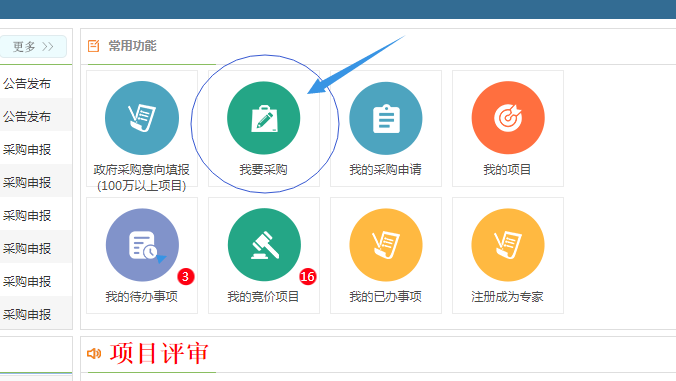 更多 >>
公告发布
公告发布
采购申报
采购申报
采购申报
采购申报
采购申报
采购申报
常用功能
政府采购意向填报
(100万以上项目)
我要采购
我的采购申请
我的项目
3
我的待办事项
16
我的竞价项目
我的已办事项
注册成为专家
项目评审